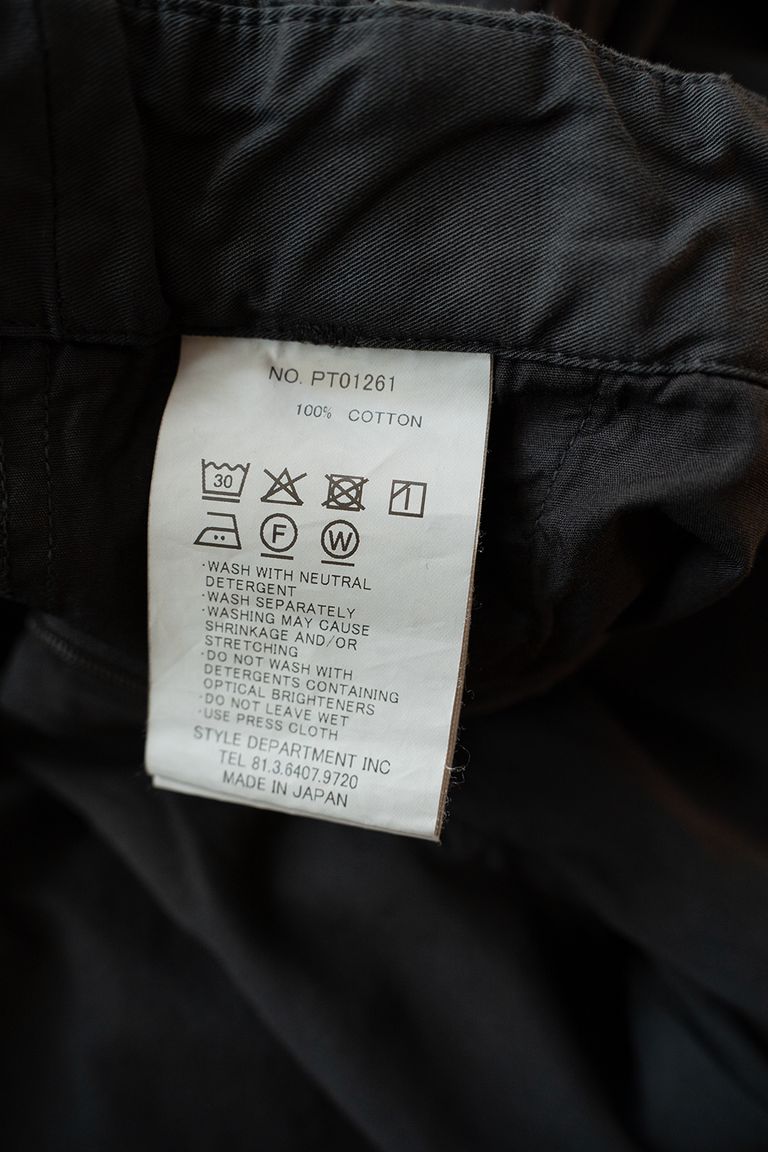 NO. PT01261
100% COTTON
30
F W
·WASH WITH NEUTRAL
DETERGENT
·WASH SEPARATELY
·WASHING MAY CAUSE
SHRINKAGE AND/OR
STRETCHING
·DO NOT WASH WITH
DETERGENTS CONTAINING
OPTICAL BRIGHTENERS
·DO NOT LEAVE WET
·USE PRESS CLOTH
STYLE DEPARTMENT INC
TEL 81.3.6407.9720
MADE IN JAPAN